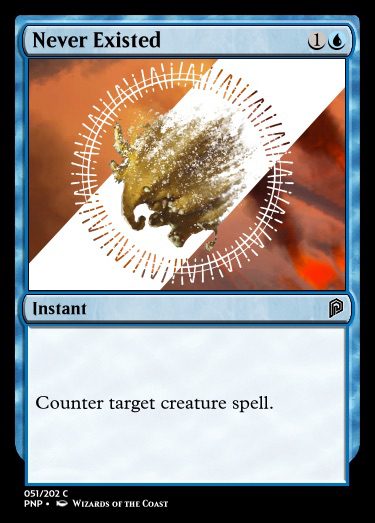 Never Existed 1
Instant
Counter target creature spell.
051/202 C
PNP • Wizards of the Coast